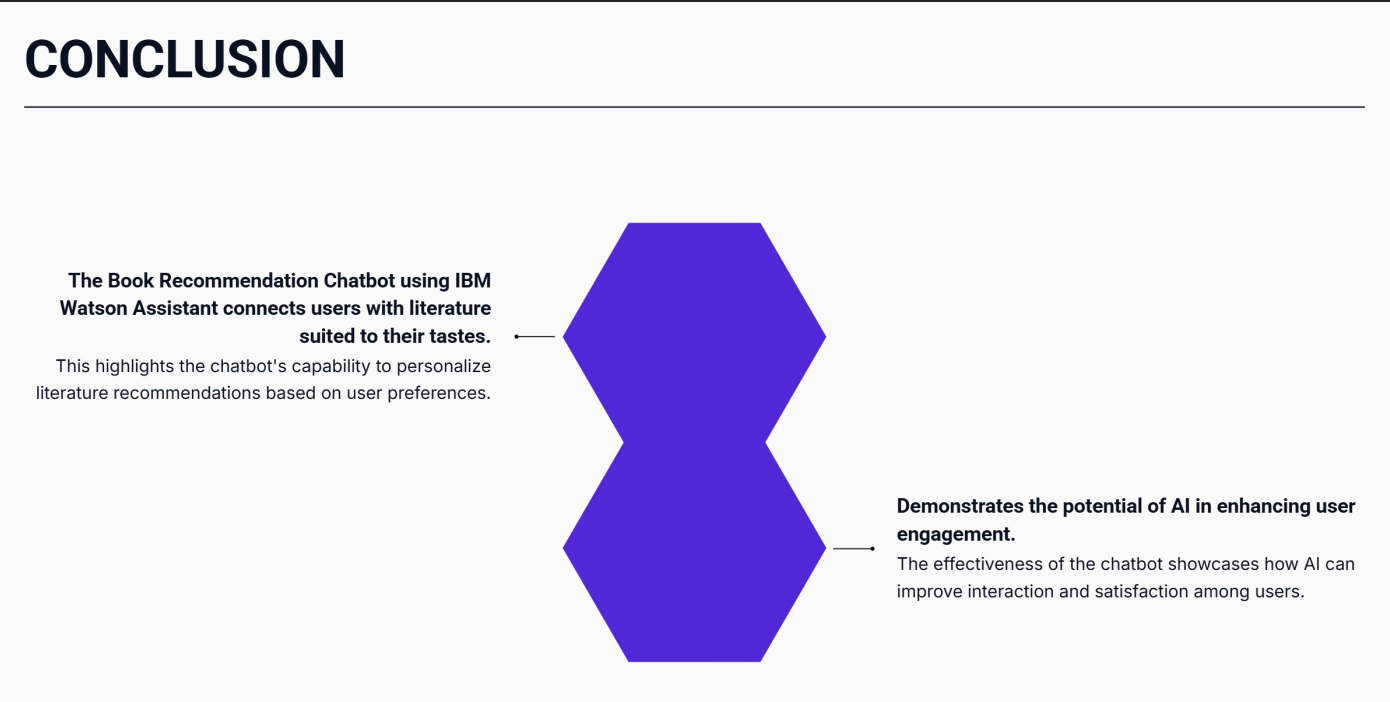 CONCLUSION
The Book Recommendation Chatbot using IBM
Watson Assistant connects users with literature
suited to their tastes.
This highlights the chatbot's capability to personalize
literature recommendations based on user preferences.
Demonstrates the potential of AI in enhancing user
engagement.
The effectiveness of the chatbot showcases how AI can
improve interaction and satisfaction among users.